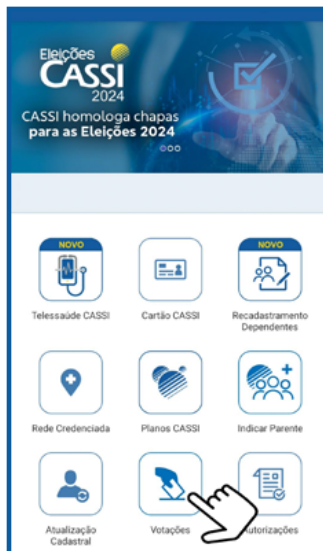 Eleições
CASSI
2024
CASSI homologa chapas
para as Eleições 2024
NOVO
NOVO
Telessaúde CASSI
Cartão CASSI
Recadastramento
Dependentes
Rede Credenciada
Planos CASSI
Indicar Parente
Atualização
Cadastral
Votações
Autorizações